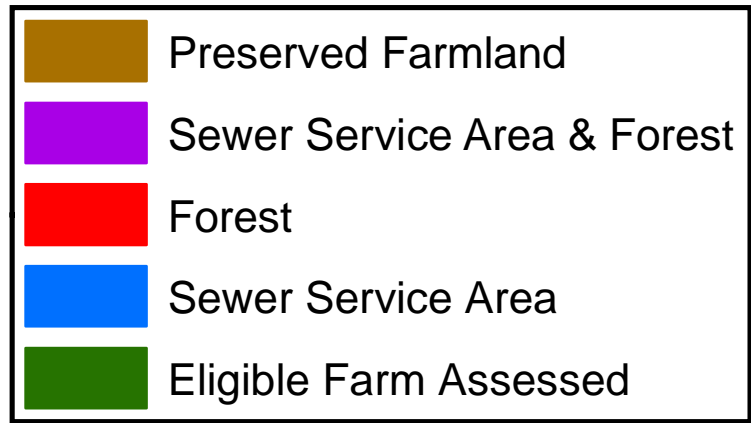 Preserved Farmland
Sewer Service Area & Forest
Forest
Sewer Service Area
Eligible Farm Assessed